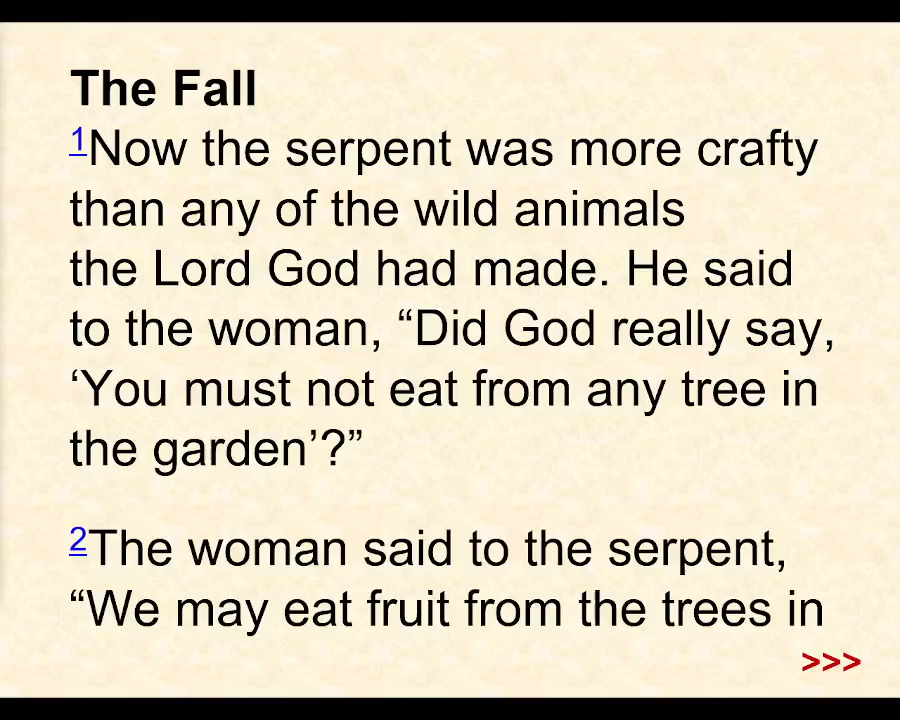 The Fall
1Now the serpent was more crafty
than any of the wild animals
the Lord God had made. He said
to the woman, “Did God really say,
‘You must not eat from any tree in
the garden’?”
2The woman said to the serpent,
“We may eat fruit from the trees in
>>>